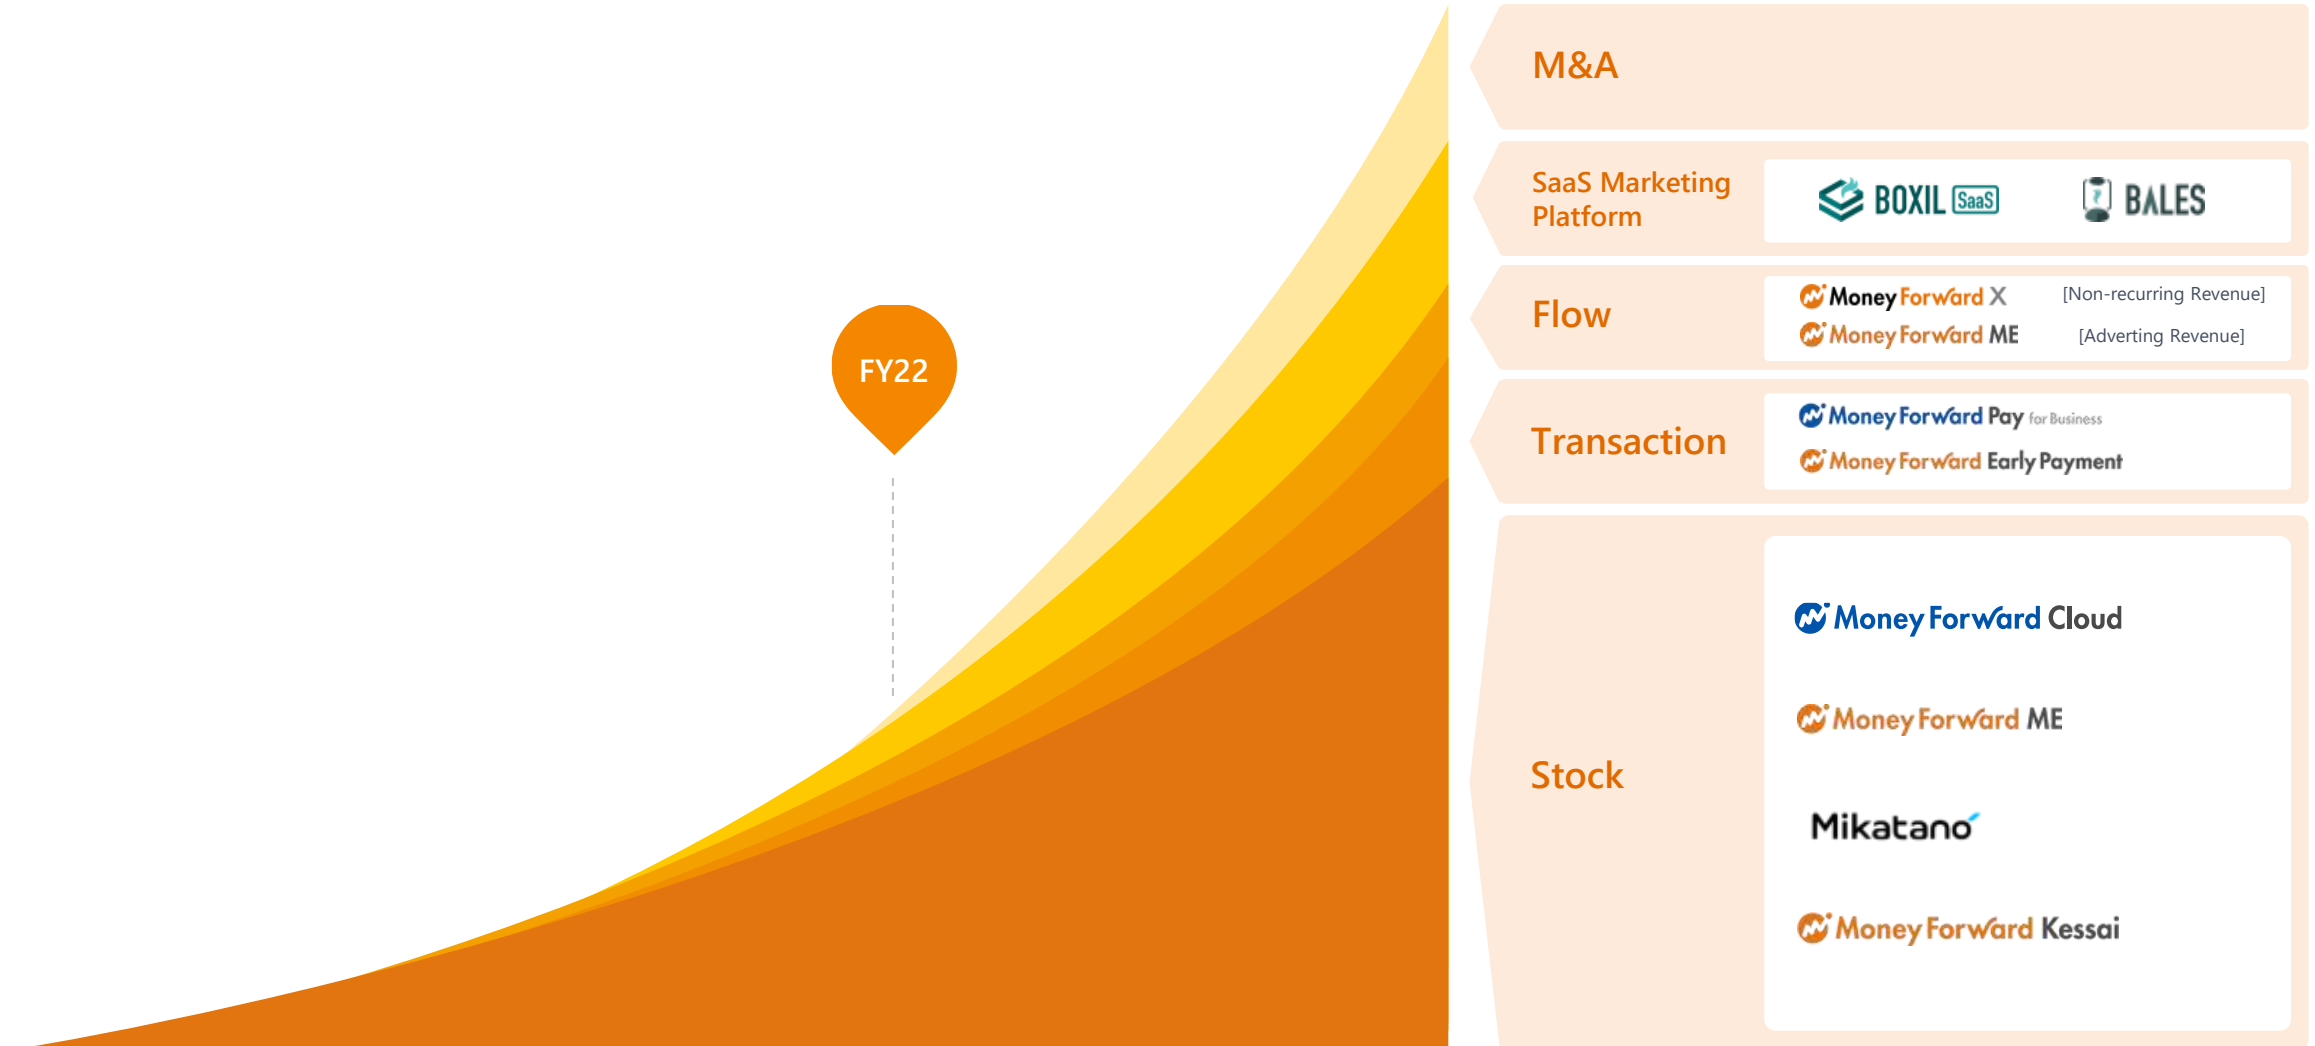 FY22
M&A
SaaS Marketing
Platform
BOXIL SaaS
BALES
Flow
Money Forward X
[Non-recurring Revenue]
Money Forward ME
[Adverting Revenue]
Transaction
Money Forward Pay for Business
Money Forward Early Payment
Stock
Money Forward Cloud
Money Forward ME
Mikatano
Money Forward Kessai